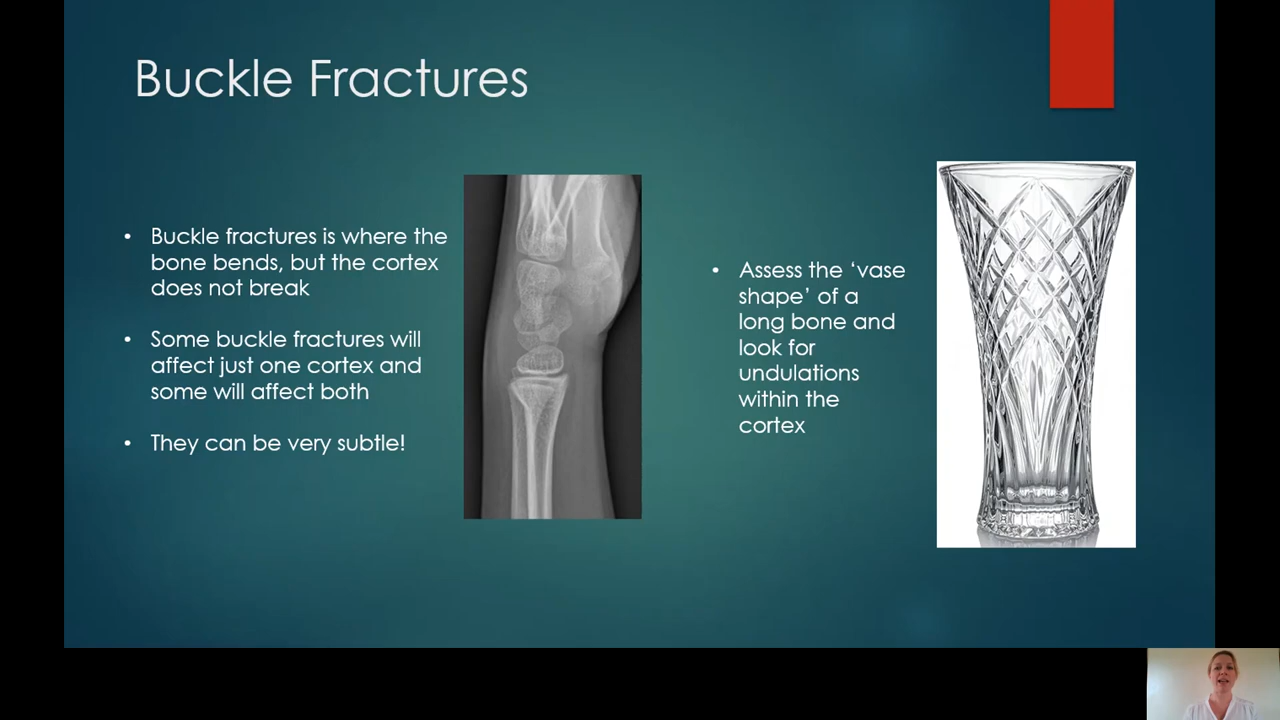 Buckle Fractures
• Buckle fractures is where the
bone bends, but the cortex
does not break
• Some buckle fractures will
affect just one cortex and
some will affect both
• They can be very subtle!
• Assess the ‘vase
shape’ of a
long bone and
look for
undulations
within the
cortex